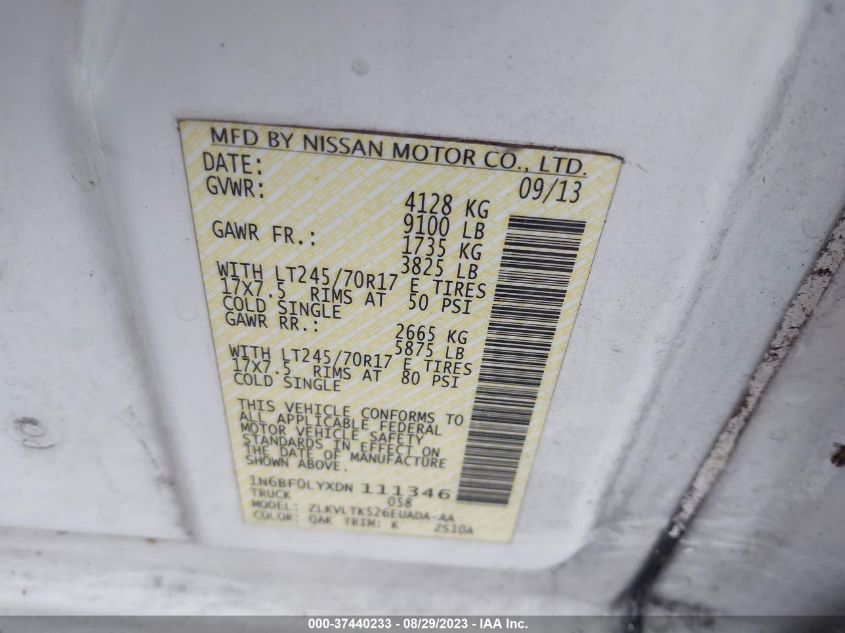 MFD BY NISSAN MOTOR CO., LTD.
DATE: 09/13
GVWR: 4128 KG
9100 LB
GAWR FR.: 1735 KG
3825 LB
WITH LT245/70R17 E TIRES
17X7.5 RIMS AT 50 PSI
COLD SINGLE
GAWR RR.: 2665 KG
5875 LB
WITH LT245/70R17 E TIRES
17X7.5 RIMS AT 80 PSI
COLD SINGLE
THIS VEHICLE CONFORMS TO
ALL APPLICABLE FEDERAL
MOTOR VEHICLE SAFETY
STANDARDS IN EFFECT ON
THE DATE OF MANUFACTURE
SHOWN ABOVE.
1N6BF0LYXDN 111346
TRUCK 058
MODEL: ZLKVLTKS26EUADA-AA
COLOR: QAK TRIM: K ZS10A
000-37440233 - 08/29/2023 - IAA Inc.